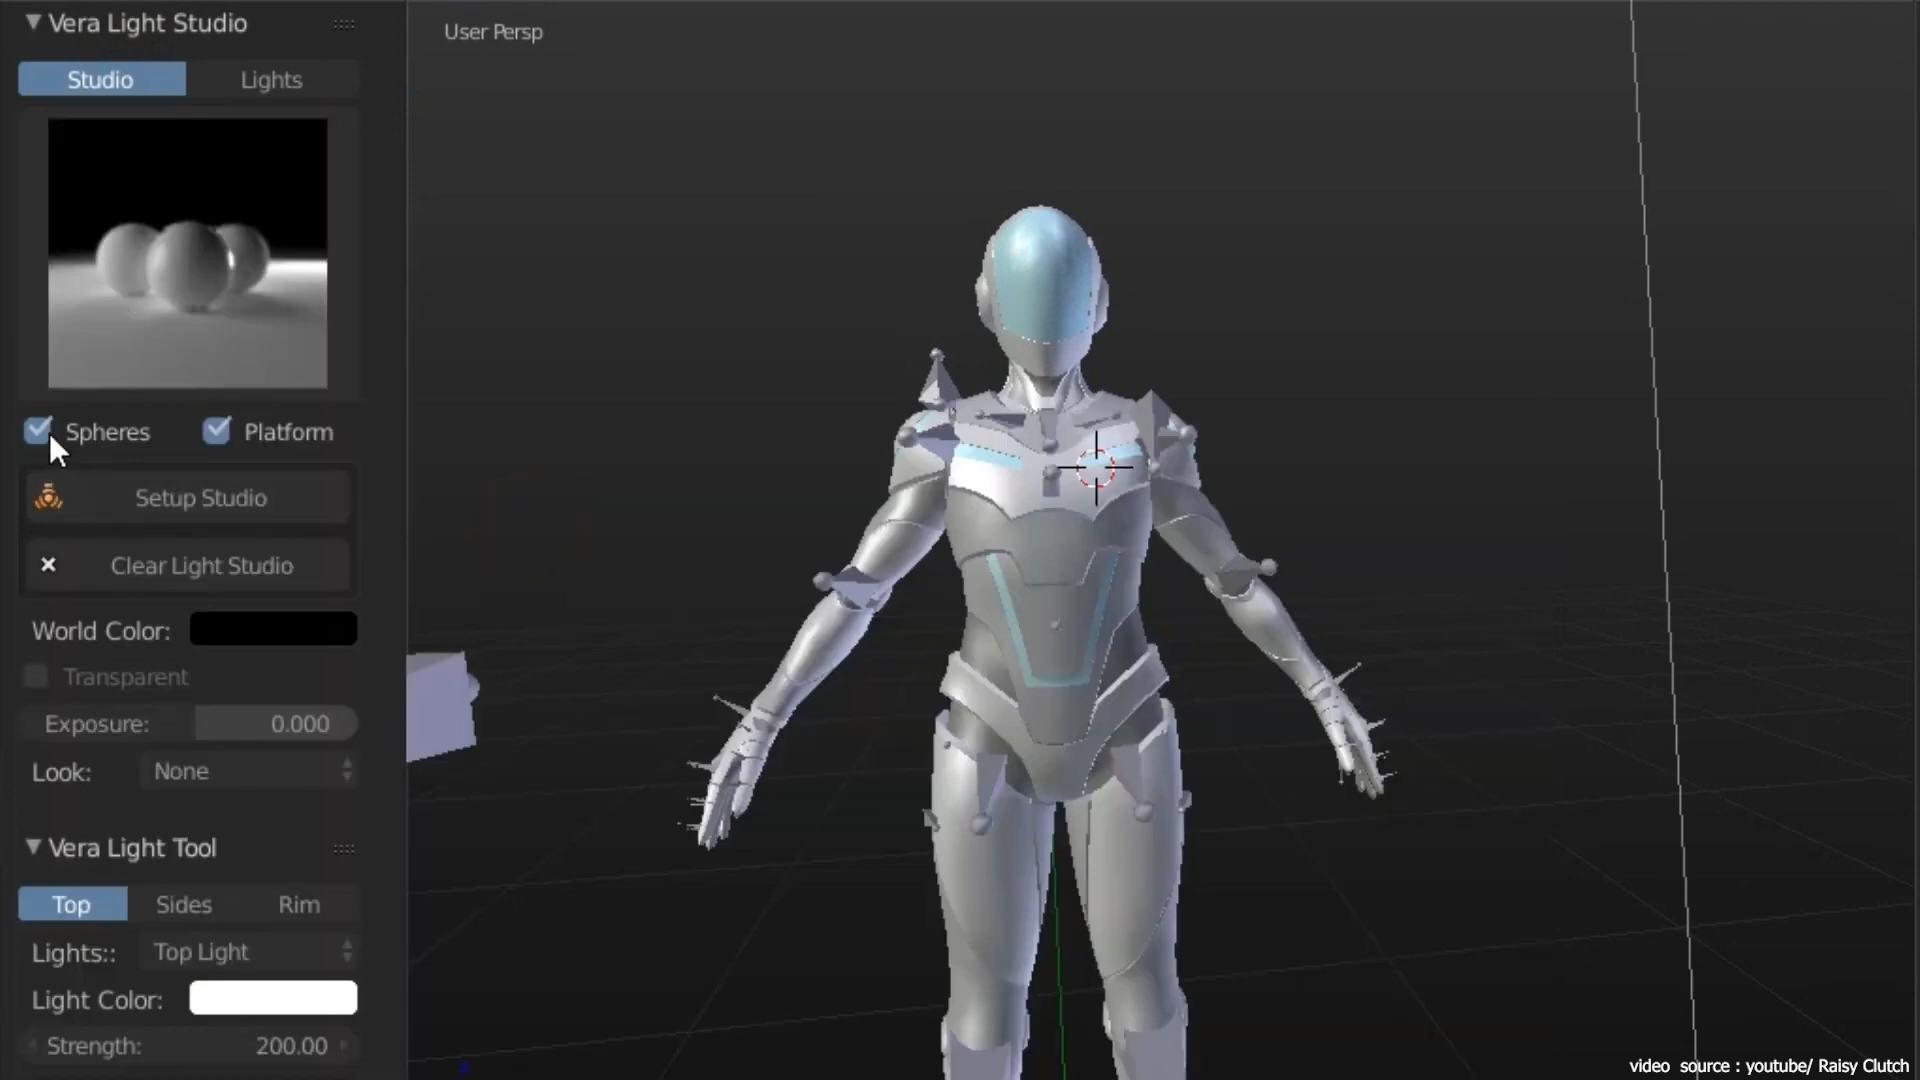 Vera Light Studio
User Persp
Studio
Lights
Spheres
Platform
Setup Studio
Clear Light Studio
World Color:
Transparent
Exposure: 0.000
Look: None
Vera Light Tool
Top
Sides
Rim
Lights:: Top Light
Light Color:
Strength: 200.00
video source : youtube/ Raisy Clutch